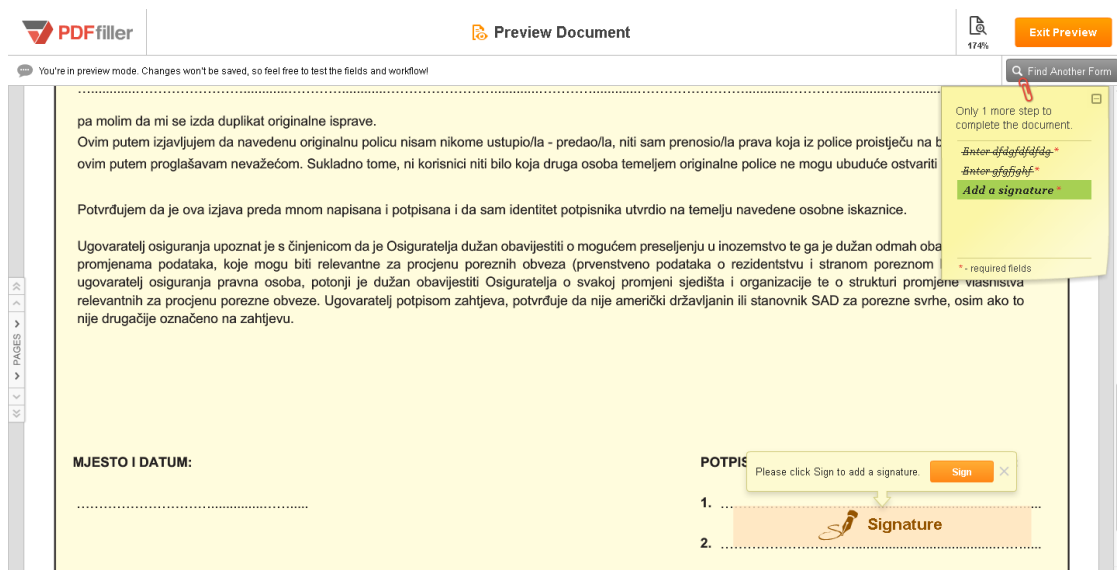 PDFfiller
Preview Document
174%
Exit Preview
You're in preview mode. Changes won't be saved, so feel free to test the fields and workflow!
Find Another Form
Only 1 more step to
complete the document.
Enter dfdgfdfdfdg *
Enter gfgfjghf *
Add a signature *
* - required fields
pa molim da mi se izda duplikat originalne isprave.
Ovim putem izjavljujem da navedenu originalnu policu nisam nikome ustupio/la - predao/la, niti sam prenosio/la prava koja iz police proistječu na
ovim putem proglašavam nevažećom. Sukladno tome, ni korisnici niti bilo koja druga osoba temeljem originalne police ne mogu ubuduće ostvariti
Potvrđujem da je ova izjava preda mnom napisana i potpisana i da sam identitet potpisnika utvrdio na temelju navedene osobne iskaznice.
Ugovaratelj osiguranja upoznat je s činjenicom da je Osiguratelja dužan obavijestiti o mogućem preseljenju u inozemstvo te ga je dužan odmah
promjenama podataka, koje mogu biti relevantne za procjenu poreznih obveza (prvenstveno podataka o rezidentstvu i stranom poreznom
ugovaratelj osiguranja pravna osoba, potonji je dužan obavijestiti Osiguratelja o svakoj promjeni sjedišta i organizacije te o strukturi promjene vlasništva
relevantnih za procjenu porezne obveze. Ugovaratelj potpisom zahtjeva, potvrđuje da nije američki državljanin ili stanovnik SAD za porezne svrhe, osim ako to
nije drugačije označeno na zahtjevu.
PAGES
MJESTO I DATUM:
POTPIS
Please click Sign to add a signature.
Sign
1.
Signature
2.